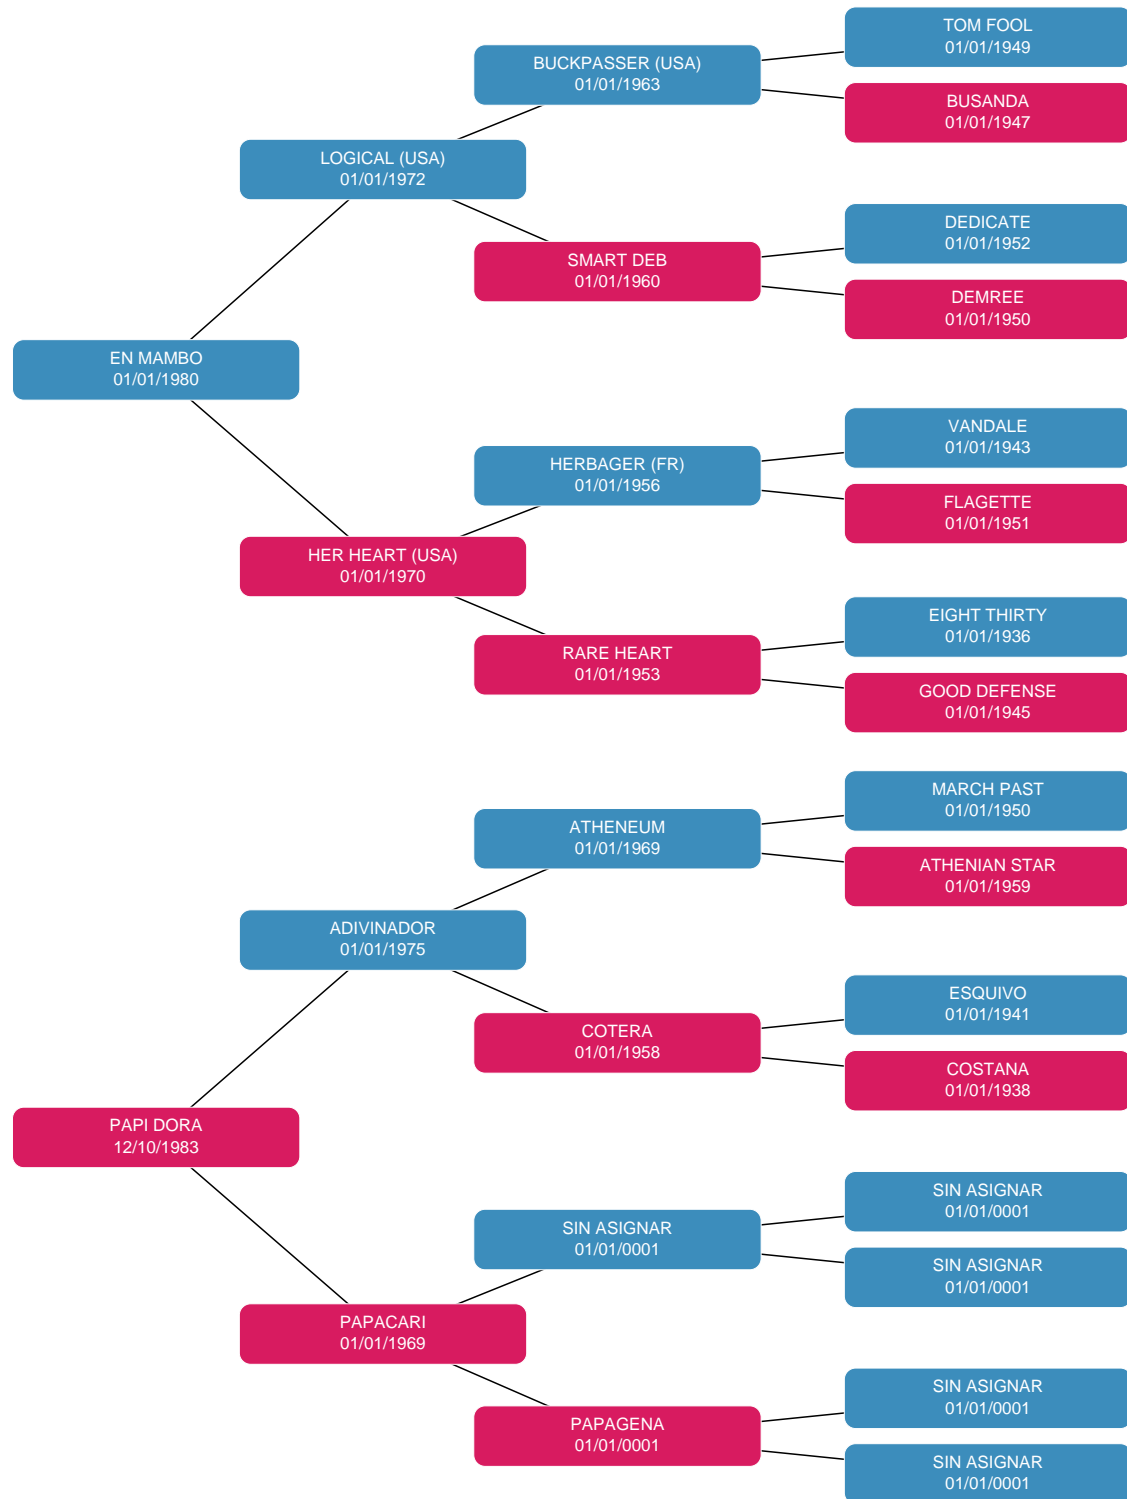 TOM FOOL
01/01/1949
BUCKPASSER (USA)
01/01/1963
BUSANDA
01/01/1947
LOGICAL (USA)
01/01/1972
DEDICATE
01/01/1952
SMART DEB
01/01/1960
DEMREE
01/01/1950
EN MAMBO
01/01/1980
VANDALE
01/01/1943
HERBAGER (FR)
01/01/1956
FLAGETTE
01/01/1951
HER HEART (USA)
01/01/1970
EIGHT THIRTY
01/01/1936
RARE HEART
01/01/1953
GOOD DEFENSE
01/01/1945
MARCH PAST
01/01/1950
ATHENEUM
01/01/1969
ATHENIAN STAR
01/01/1959
ADIVINADOR
01/01/1975
ESQUIVO
01/01/1941
COTERA
01/01/1958
COSTANA
01/01/1938
PAPI DORA
12/10/1983
SIN ASIGNAR
01/01/0001
SIN ASIGNAR
01/01/0001
SIN ASIGNAR
01/01/0001
PAPACARI
01/01/1969
SIN ASIGNAR
01/01/0001
PAPAGENA
01/01/0001
SIN ASIGNAR
01/01/0001